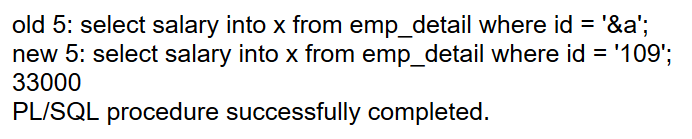 old 5: select salary into x from emp_detail where id = '&a';
new 5: select salary into x from emp_detail where id = '109';
33000
PL/SQL procedure successfully completed.